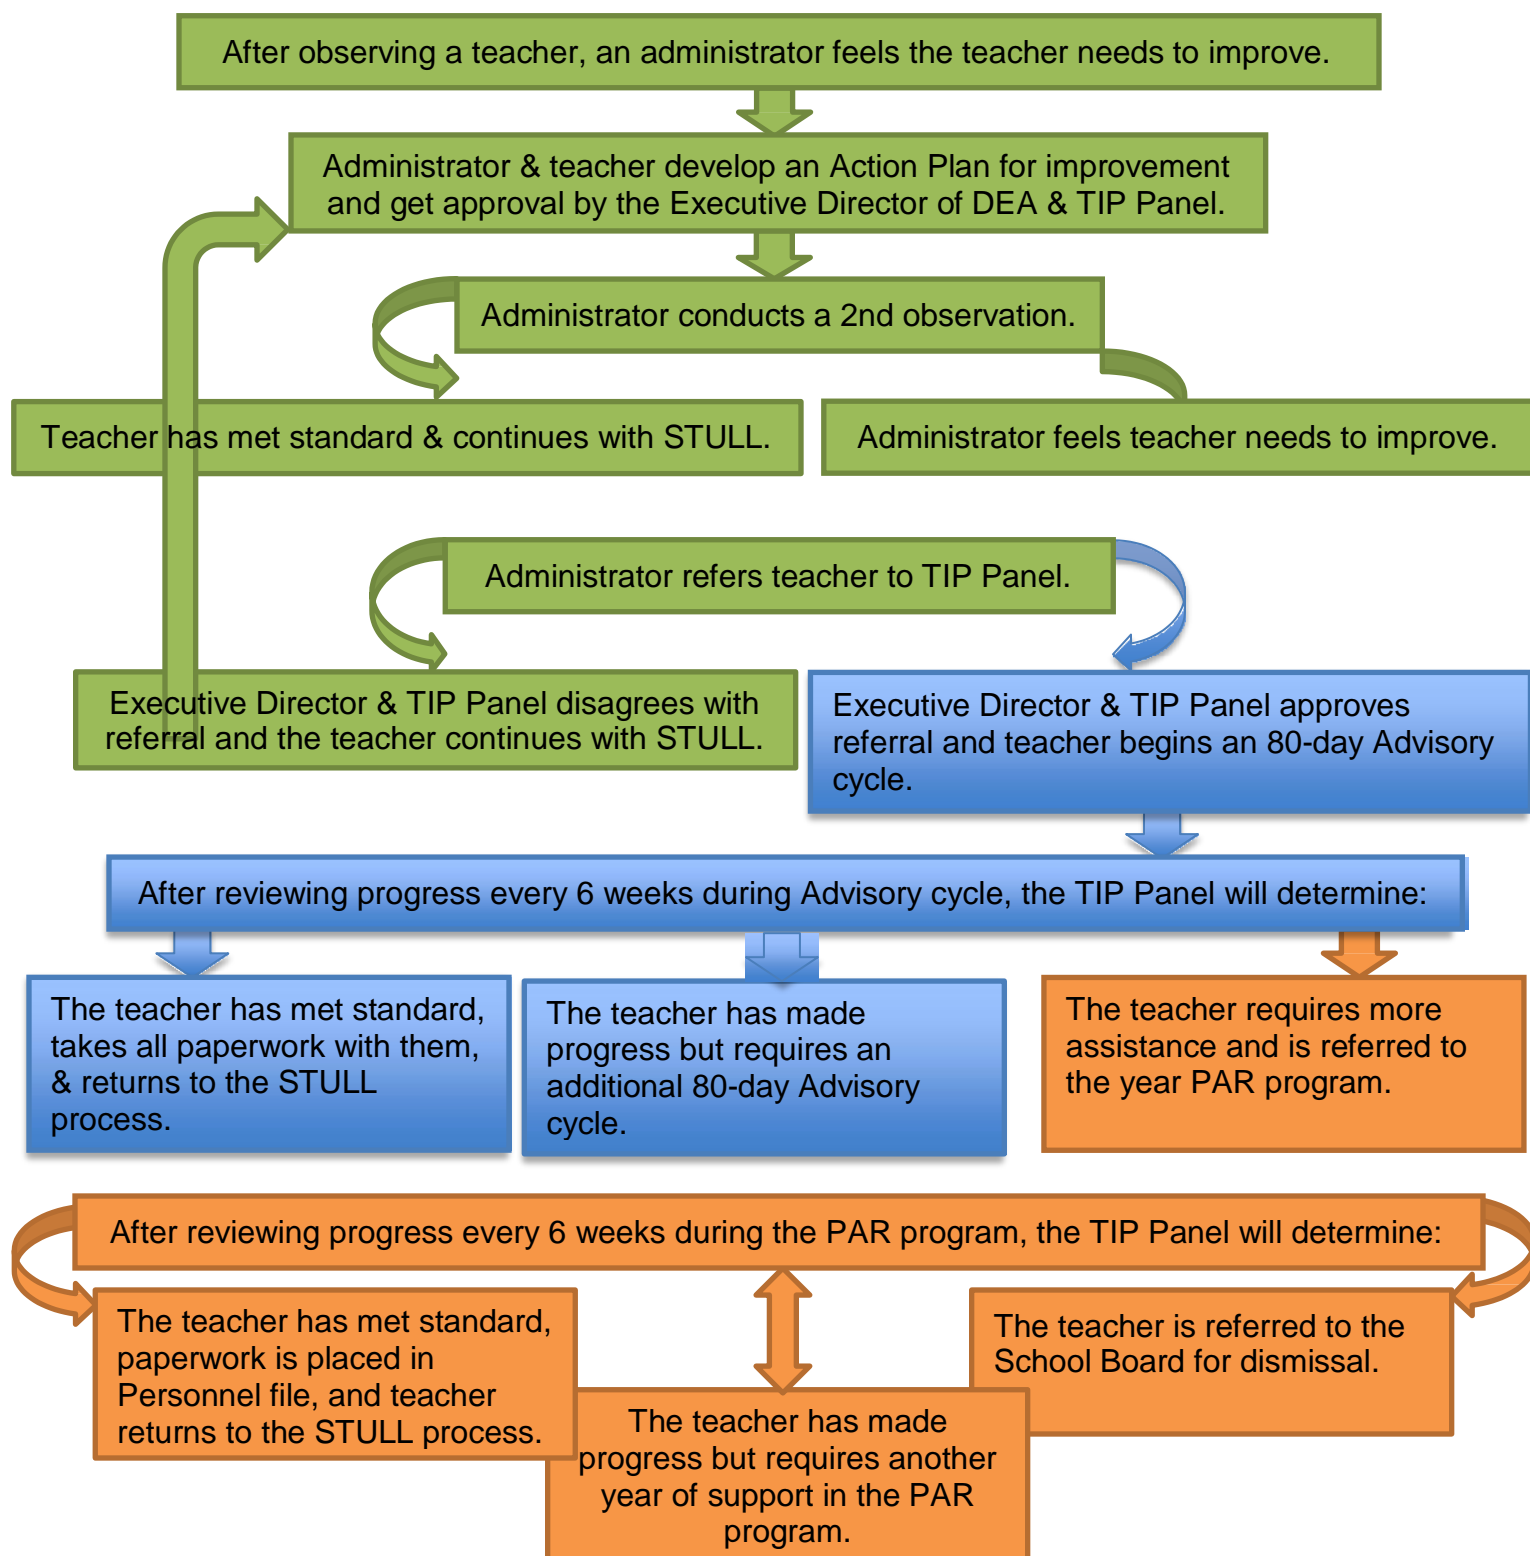 After observing a teacher, an administrator feels the teacher needs to improve.
Administrator & teacher develop an Action Plan for improvement
and get approval by the Executive Director of DEA & TIP Panel.
Administrator conducts a 2nd observation.
Teacher has met standard & continues with STULL.
Administrator feels teacher needs to improve.
Administrator refers teacher to TIP Panel.
Executive Director & TIP Panel disagrees with
referral and the teacher continues with STULL.
Executive Director & TIP Panel approves
referral and teacher begins an 80-day Advisory
cycle.
After reviewing progress every 6 weeks during Advisory cycle, the TIP Panel will determine:
The teacher has met standard,
takes all paperwork with them,
& returns to the STULL
process.
The teacher has made
progress but requires an
additional 80-day Advisory
cycle.
The teacher requires more
assistance and is referred to
the year PAR program.
After reviewing progress every 6 weeks during the PAR program, the TIP Panel will determine:
The teacher has met standard,
paperwork is placed in
Personnel file, and teacher
returns to the STULL process.
The teacher has made
progress but requires another
year of support in the PAR
program.
The teacher is referred to the
School Board for dismissal.